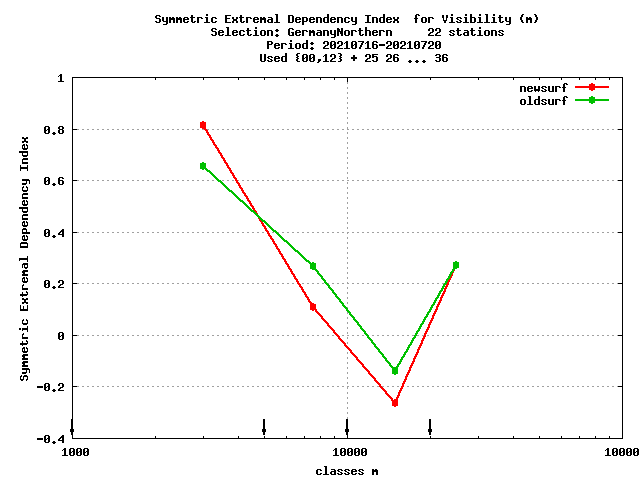 Symmetric Extremal Dependency Index  for Visibility (m)
Selection: GermanyNorthern     22 stations
Period: 20210716-20210720
Used {00,12} + 25 26 ... 36
newsurf
oldsurf
1
0.8
0.6
0.4
0.2
0
-0.2
-0.4
Symmetric Extremal Dependency Index
1000
10000
10000
classes m